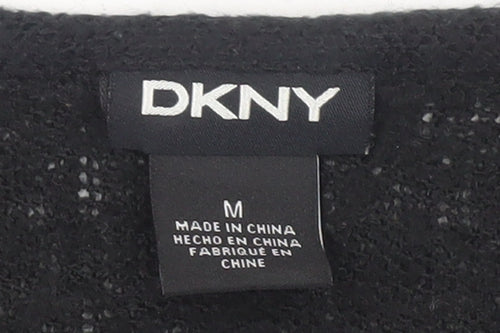 DKNY
M
MADE IN CHINA
HECHO EN CHINA
FABRIQUÉ EN
CHINE